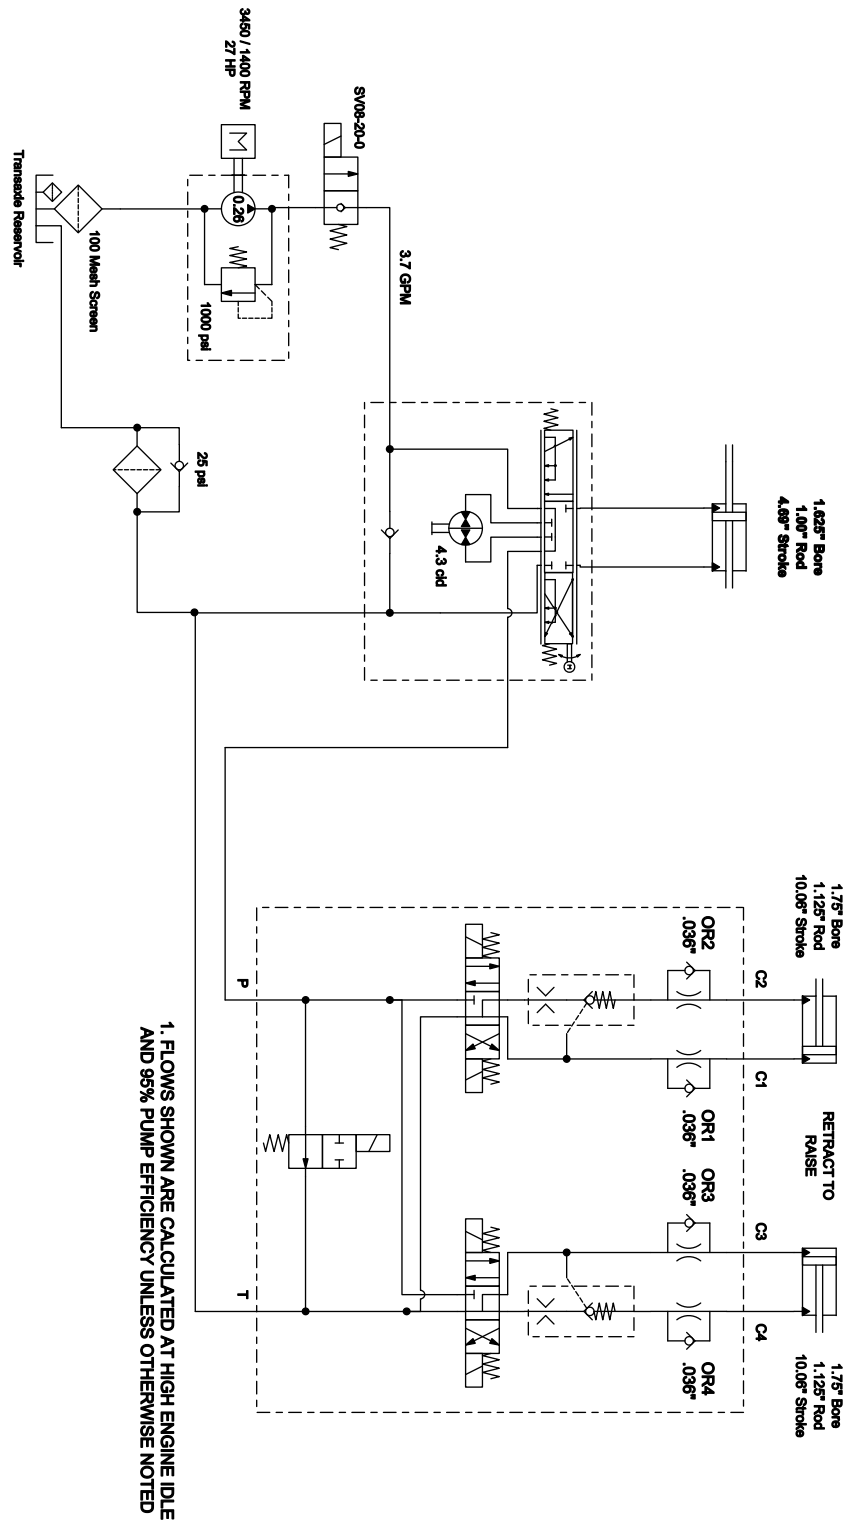 3450 / 1400 RPM
27 HP
M
0.26
SV08-20-0
3.7 GPM
1000 psi
100 Mesh Screen
Transaxle Reservoir
25 psi
4.3 cid
1.625" Bore
1.00" Rod
4.69" Stroke
H
1.75" Bore
1.125" Rod
10.06" Stroke
C2
C1
OR2
.036"
OR1
.036"
RETRACT TO
RAISE
OR3
.036"
OR4
.036"
C3
C4
1.75" Bore
1.125" Rod
10.06" Stroke
P
T
1. FLOWS SHOWN ARE CALCULATED AT HIGH ENGINE IDLE
AND 95% PUMP EFFICIENCY UNLESS OTHERWISE NOTED